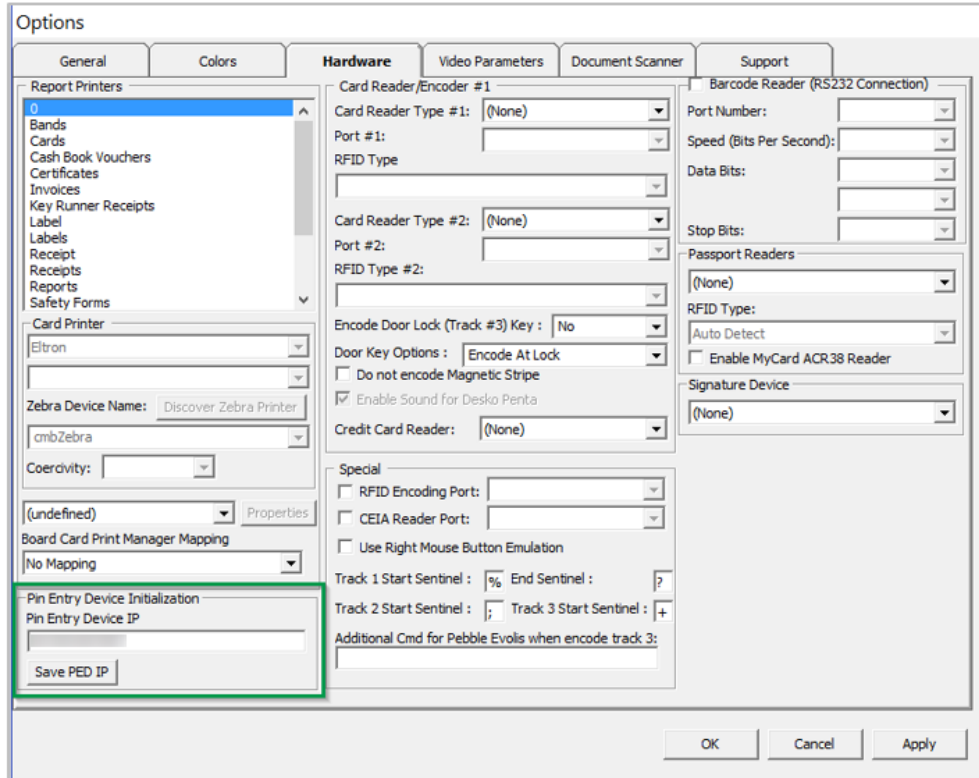 Options
General
Colors
Hardware
Video Parameters
Document Scanner
Support
Report Printers
0
Bands
Cards
Cash Book Vouchers
Certificates
Invoices
Key Runner Receipts
Label
Labels
Receipt
Receipts
Reports
Safety Forms
Card Printer
Eltron
Zebra Device Name: Discover Zebra Printer
cmbZebra
Coercivity:
(undefined) Properties
Board Card Print Manager Mapping
No Mapping
Pin Entry Device Initialization
Pin Entry Device IP
Save PED IP
Card Reader/Encoder #1
Card Reader Type #1: (None)
Port #1:
RFID Type
Card Reader Type #2: (None)
Port #2:
RFID Type #2:
Encode Door Lock (Track #3) Key : No
Door Key Options : Encode At Lock
Do not encode Magnetic Stripe
Enable Sound for Desko Penta
Credit Card Reader: (None)
Special
RFID Encoding Port:
CEIA Reader Port:
Use Right Mouse Button Emulation
Track 1 Start Sentinel : % End Sentinel : ?
Track 2 Start Sentinel : ; Track 3 Start Sentinel : +
Additional Cmd for Pebble Evolis when encode track 3:
Barcode Reader (RS232 Connection)
Port Number:
Speed (Bits Per Second):
Data Bits:
Stop Bits:
Passport Readers
(None)
RFID Type:
Auto Detect
Enable MyCard ACR38 Reader
Signature Device
(None)
OK
Cancel
Apply